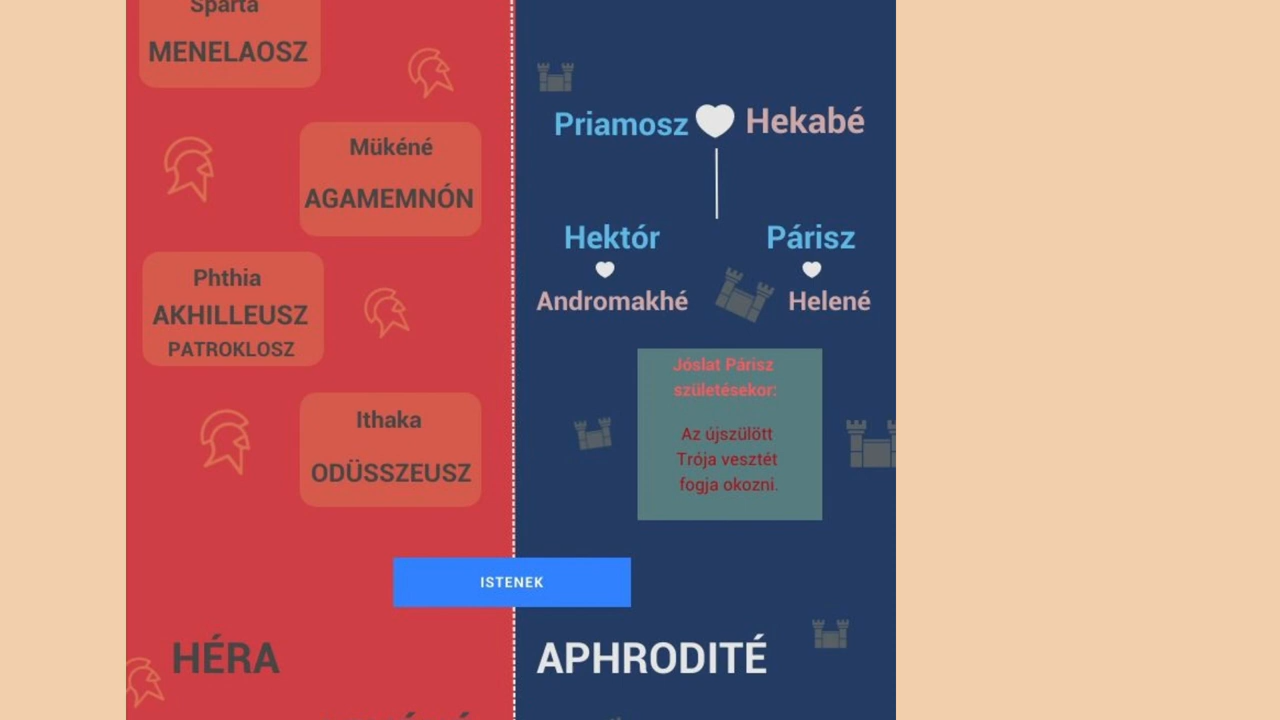 Spárta
MENELAOSZ
Mükéné
AGAMEMNÓN
Phthia
AKHILLEUSZ
PATROKLOSZ
Ithaka
ODÜSSZEUSZ
Priamosz Hekabé
Hektór Párisz
Andromakhé Helené
Jóslat Párisz
születésekor:
Az újszülött
Trója vesztét
fogja okozni.
ISTENEK
HÉRA
APHRODITÉ